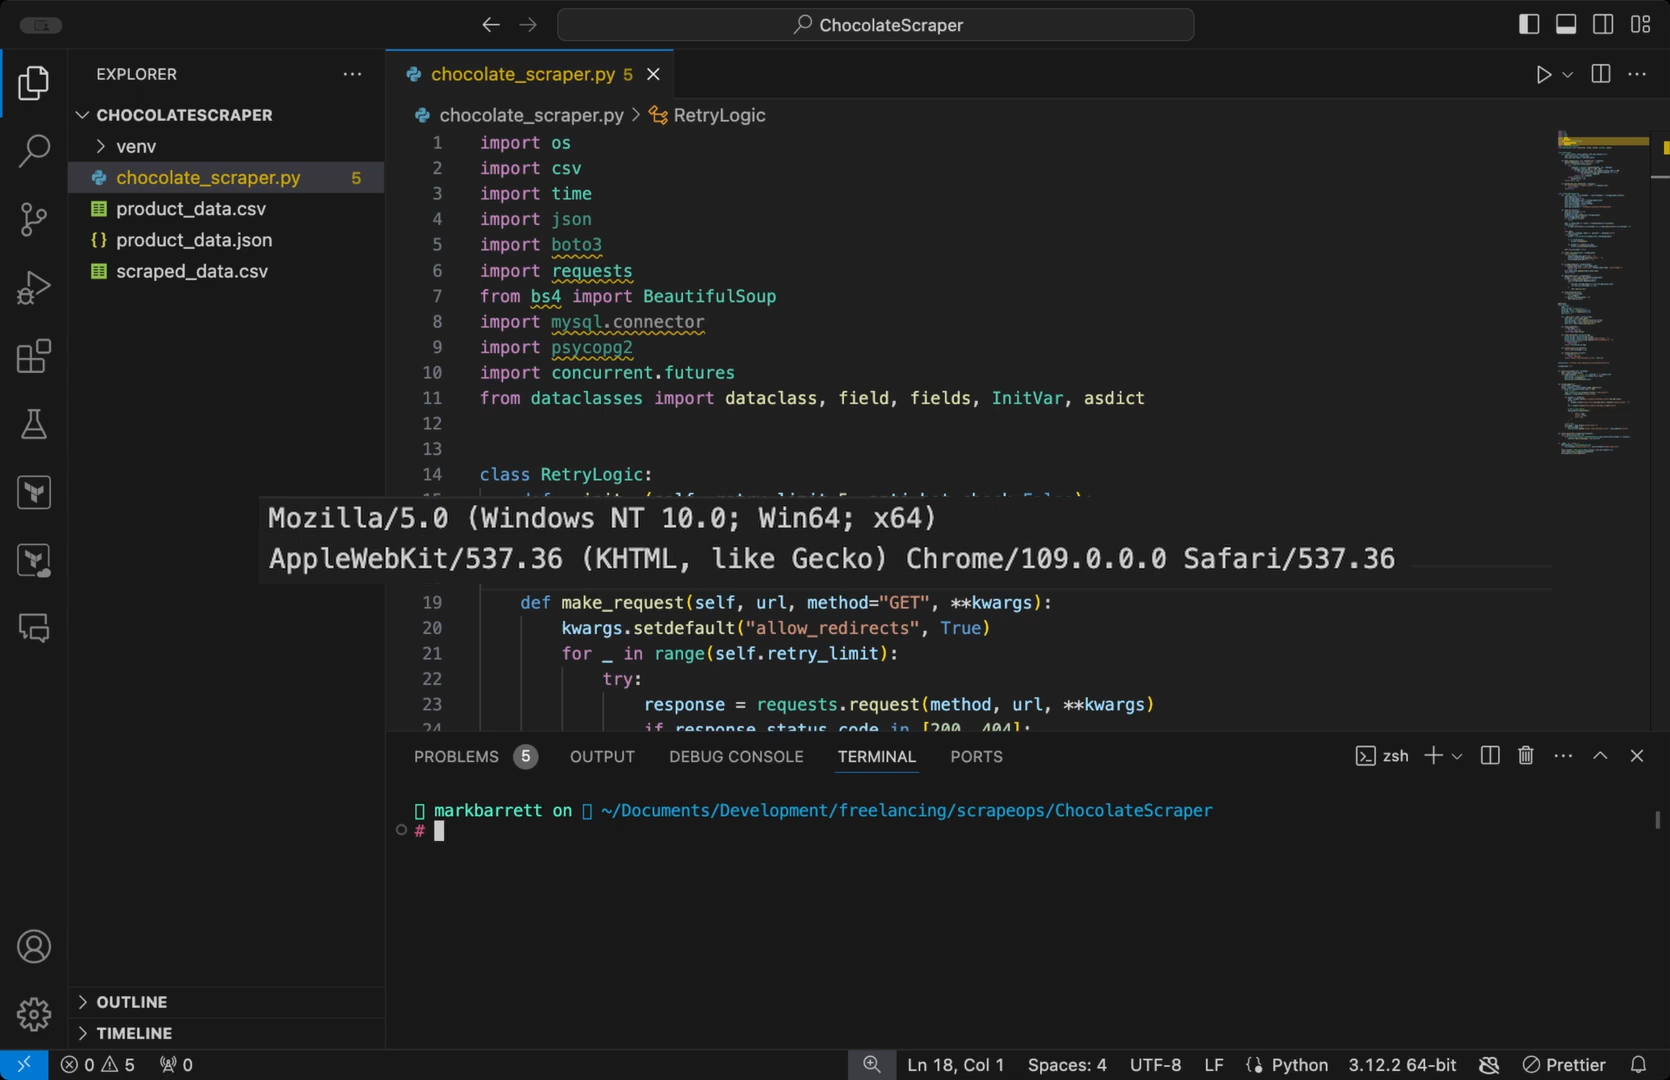 ChocolateScraper
EXPLORER
CHOCOLATESCRAPER
venv
chocolate_scraper.py 5
product_data.csv
product_data.json
scraped_data.csv
OUTLINE
TIMELINE
chocolate_scraper.py 5
chocolate_scraper.py > RetryLogic
1 import os
2 import csv
3 import time
4 import json
5 import boto3
6 import requests
7 from bs4 import BeautifulSoup
8 import mysql.connector
9 import psycopg2
10 import concurrent.futures
11 from dataclasses import dataclass, field, fields, InitVar, asdict
12
13
14 class RetryLogic:
Mozilla/5.0 (Windows NT 10.0; Win64; x64)
AppleWebKit/537.36 (KHTML, like Gecko) Chrome/109.0.0.0 Safari/537.36
19 def make_request(self, url, method="GET", **kwargs):
20 kwargs.setdefault("allow_redirects", True)
21 for _ in range(self.retry_limit):
22 try:
23 response = requests.request(method, url, **kwargs)
24 if response.status_code in [200, 404]:
PROBLEMS 5 OUTPUT DEBUG CONSOLE TERMINAL PORTS
zsh
markbarrett on ~/Documents/Development/freelancing/scrapeops/ChocolateScraper
#
0 5 0 Ln 18, Col 1 Spaces: 4 UTF-8 LF Python 3.12.2 64-bit Prettier